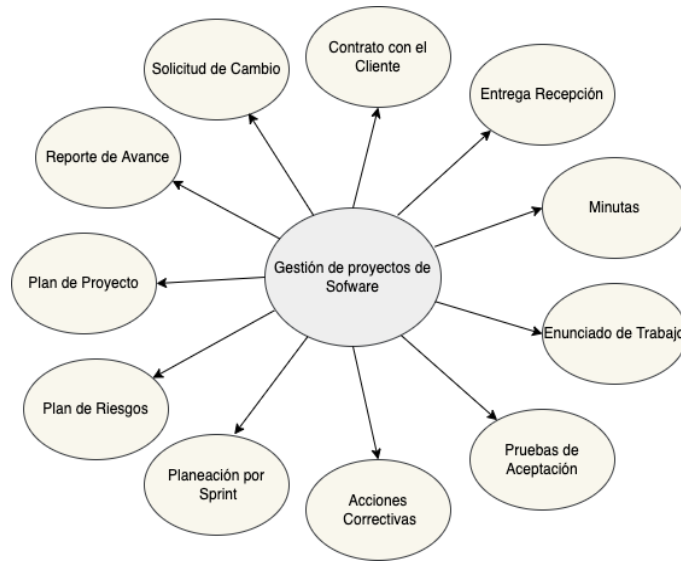 Contrato con el
Cliente
Solicitud de Cambio
Entrega Recepción
Reporte de Avance
Minutas
Gestión de proyectos de
Sofware
Plan de Proyecto
Enunciado de Trabajo
Plan de Riesgos
Pruebas de
Aceptación
Planeación por
Sprint
Acciones
Correctivas